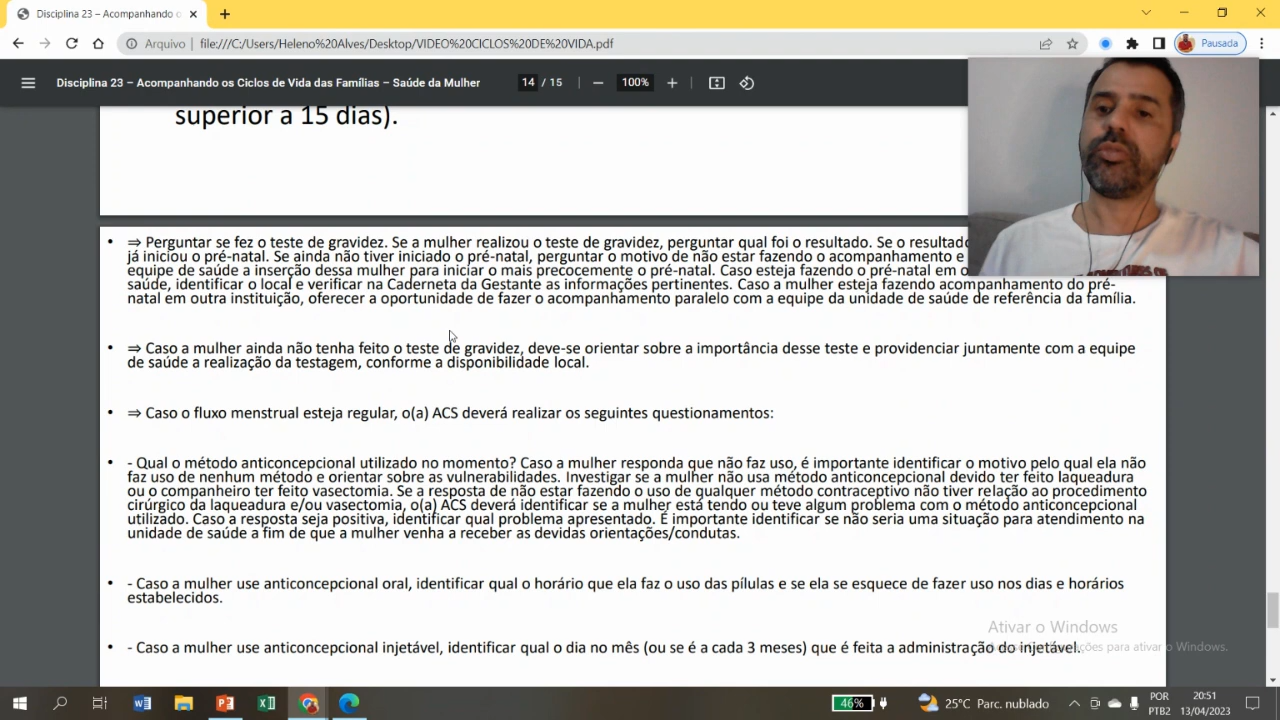 Disciplina 23 – Acompanhando o
Arquivo
file:///C:/Users/Heleno%20Alves/Desktop/VIDEO%20CICLOS%20DE%20VIDA.pdf
Pausada
Disciplina 23 – Acompanhando os Ciclos de Vida das Famílias – Saúde da Mulher
14 / 15
100%
superior a 15 dias).
• ⇒ Perguntar se fez o teste de gravidez. Se a mulher realizou o teste de gravidez, perguntar qual foi o resultado. Se o resultado
já iniciou o pré-natal. Se ainda não tiver iniciado o pré-natal, perguntar o motivo de não estar fazendo o acompanhamento e
equipe de saúde a inserção dessa mulher para iniciar o mais precocemente o pré-natal. Caso esteja fazendo o pré-natal em o
saúde, identificar o local e verificar na Caderneta da Gestante as informações pertinentes. Caso a mulher esteja fazendo acompanhamento do pré-
natal em outra instituição, oferecer a oportunidade de fazer o acompanhamento paralelo com a equipe da unidade de saúde de referência da família.
• ⇒ Caso a mulher ainda não tenha feito o teste de gravidez, deve-se orientar sobre a importância desse teste e providenciar juntamente com a equipe
de saúde a realização da testagem, conforme a disponibilidade local.
• ⇒ Caso o fluxo menstrual esteja regular, o(a) ACS deverá realizar os seguintes questionamentos:
• - Qual o método anticoncepcional utilizado no momento? Caso a mulher responda que não faz uso, é importante identificar o motivo pelo qual ela não
faz uso de nenhum método e orientar sobre as vulnerabilidades. Investigar se a mulher não usa método anticoncepcional devido ter feito laqueadura
ou o companheiro ter feito vasectomia. Se a resposta de não estar fazendo o uso de qualquer método contraceptivo não tiver relação ao procedimento
cirúrgico da laqueadura e/ou vasectomia, o(a) ACS deverá identificar se a mulher está tendo ou teve algum problema com o método anticoncepcional
utilizado. Caso a resposta seja positiva, identificar qual problema apresentado. É importante identificar se não seria uma situação para atendimento na
unidade de saúde a fim de que a mulher venha a receber as devidas orientações/condutas.
• - Caso a mulher use anticoncepcional oral, identificar qual o horário que ela faz o uso das pílulas e se ela se esquece de fazer uso nos dias e horários
estabelecidos.
• - Caso a mulher use anticoncepcional injetável, identificar qual o dia no mês (ou se é a cada 3 meses) que é feita a administração do injetável.
Ativar o Windows
ções para ativar o Windows.
46%
25°C Parc. nublado
POR
PTB2
20:51
13/04/2023